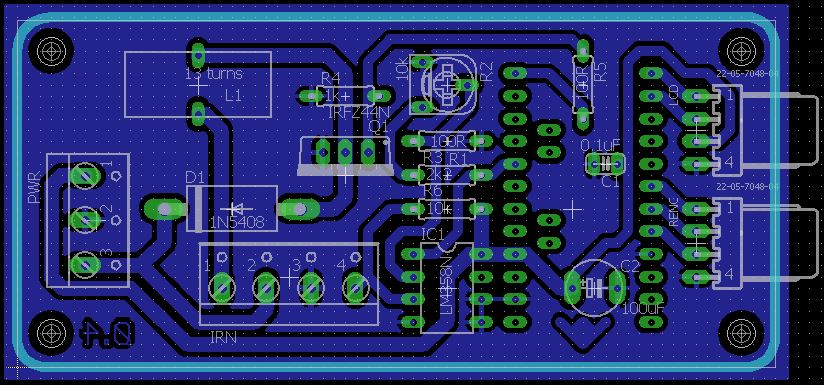 22-05-7048-04
13 turns
L1
R4
1k
IRFZ44N
Q1
10k
R2
100R
R5
LCD
1
4
0.1uF
C1
PWR
1
2
3
D1
1N5408
100R
R3
R1
2k2
R6
10k
22-05-7048-04
RENC
1
4
IC1
LM358N
C2
100uF
1
2
3
4
IRN
0.4